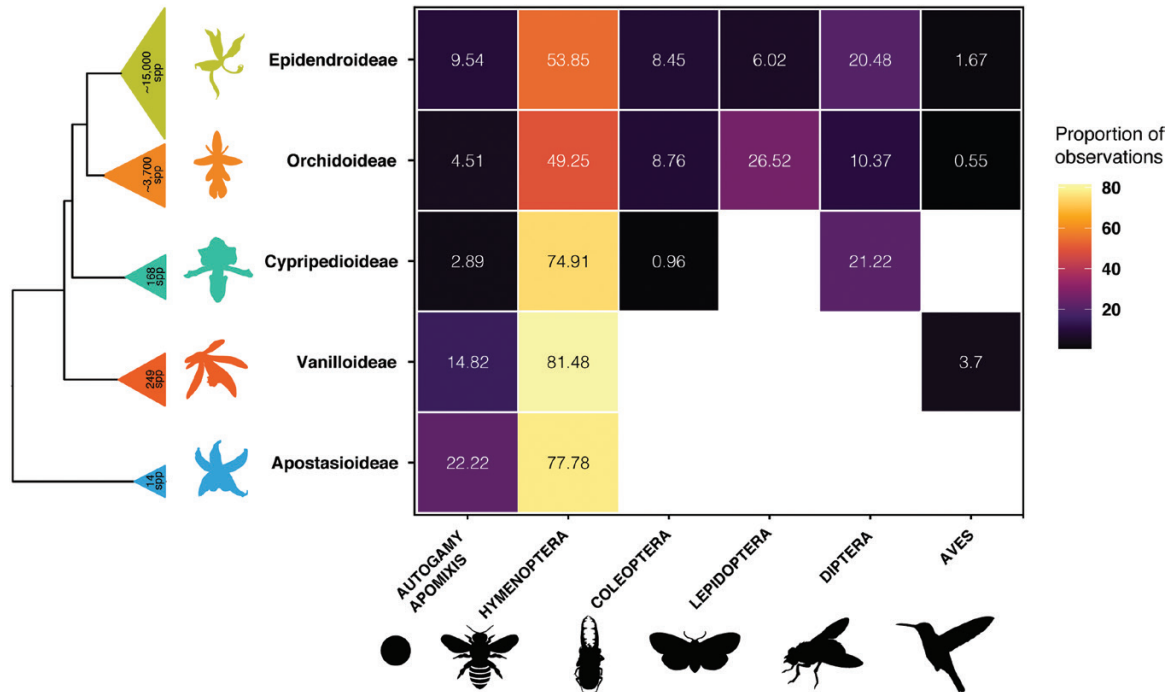 ~15,000
spp
Epidendroideae
9.54
53.85
8.45
6.02
20.48
1.67
~3,700
spp
Orchidoideae
4.51
49.25
8.76
26.52
10.37
0.55
168
spp
Cypripedioideae
2.89
74.91
0.96
21.22
249
spp
Vanilloideae
14.82
81.48
3.7
14
spp
Apostasioideae
22.22
77.78
AUTOGAMY
APOMIXIS
HYMENOPTERA
COLEOPTERA
LEPIDOPTERA
DIPTERA
AVES
Proportion of
observations
80
60
40
20